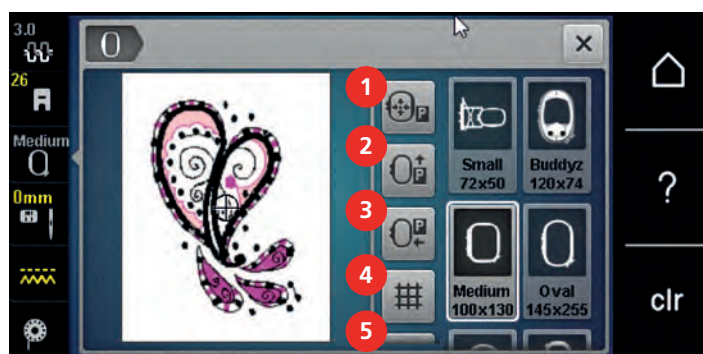 3.0
26
Medium
0mm
1
P
2
P
3
P
4
5
Small
72x50
Buddyz
120x74
Medium
100x130
Oval
145x255
?
clr